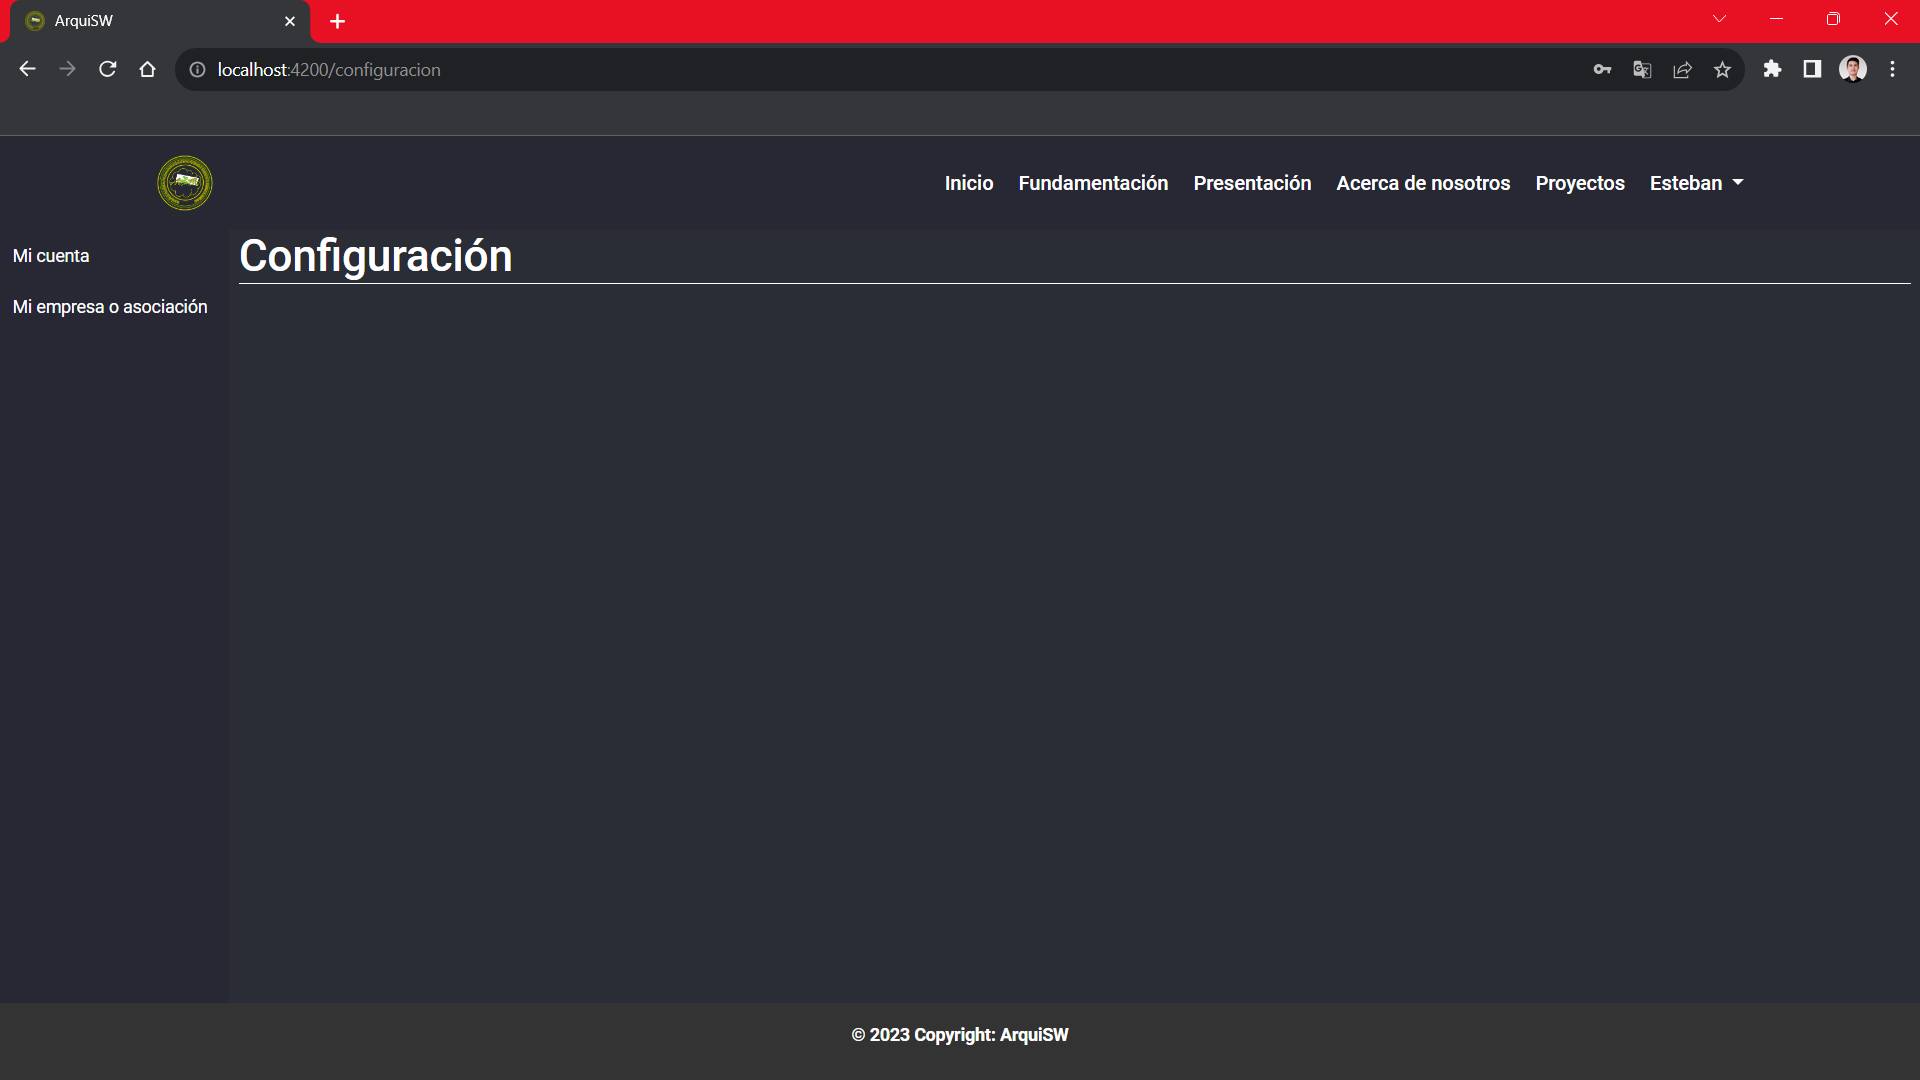 ArquiSW
localhost:4200/configuracion
Inicio Fundamentación Presentación Acerca de nosotros Proyectos Esteban
Mi cuenta
Mi empresa o asociación
Configuración
© 2023 Copyright: ArquiSW